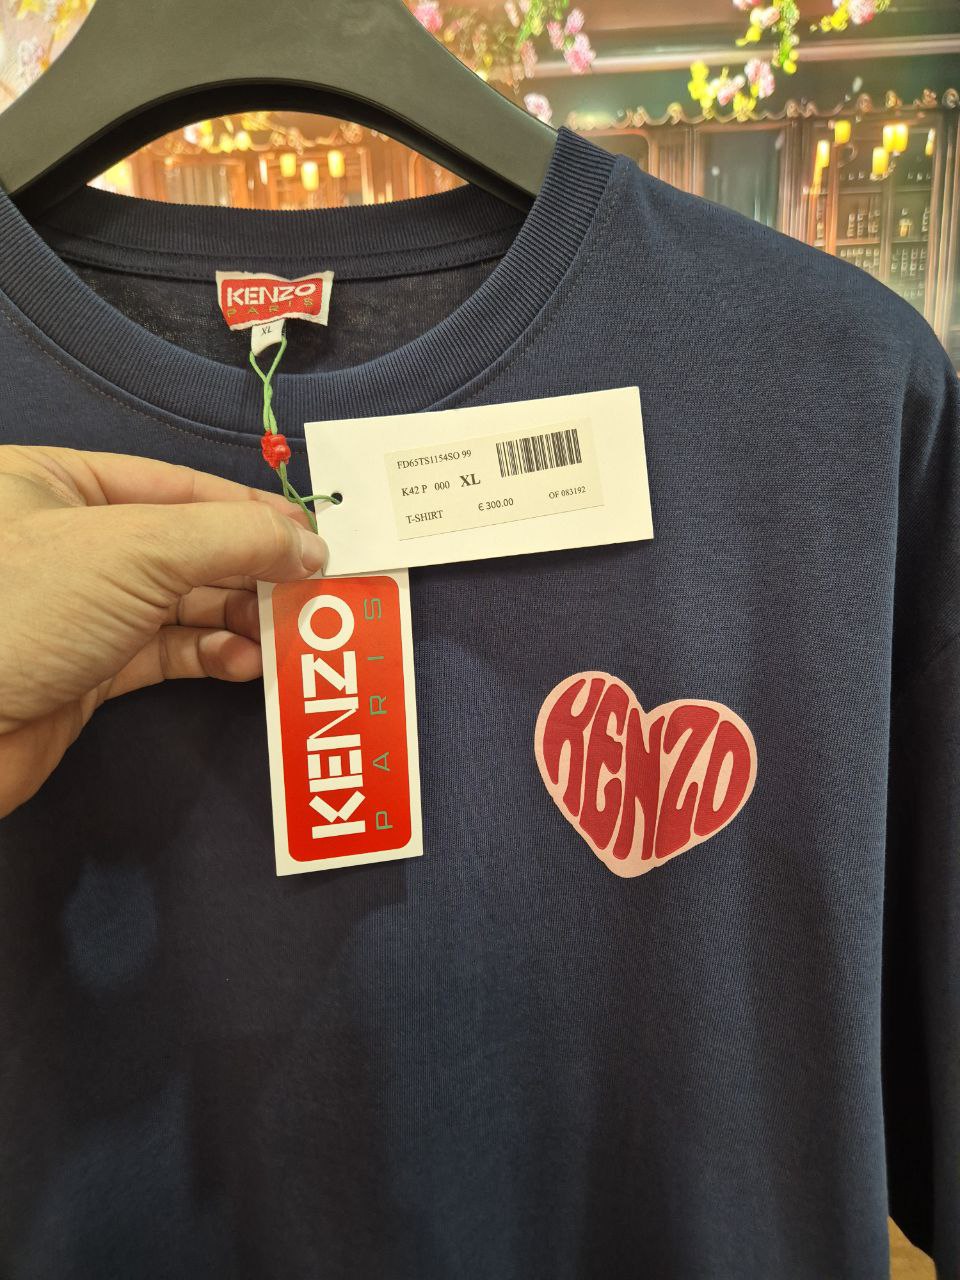 KENZO
PARIS
XL
FD65TS1154SO 99
K42 P 000 XL
T-SHIRT € 300.00 OF 083192
KENZO
PARIS
KENZO